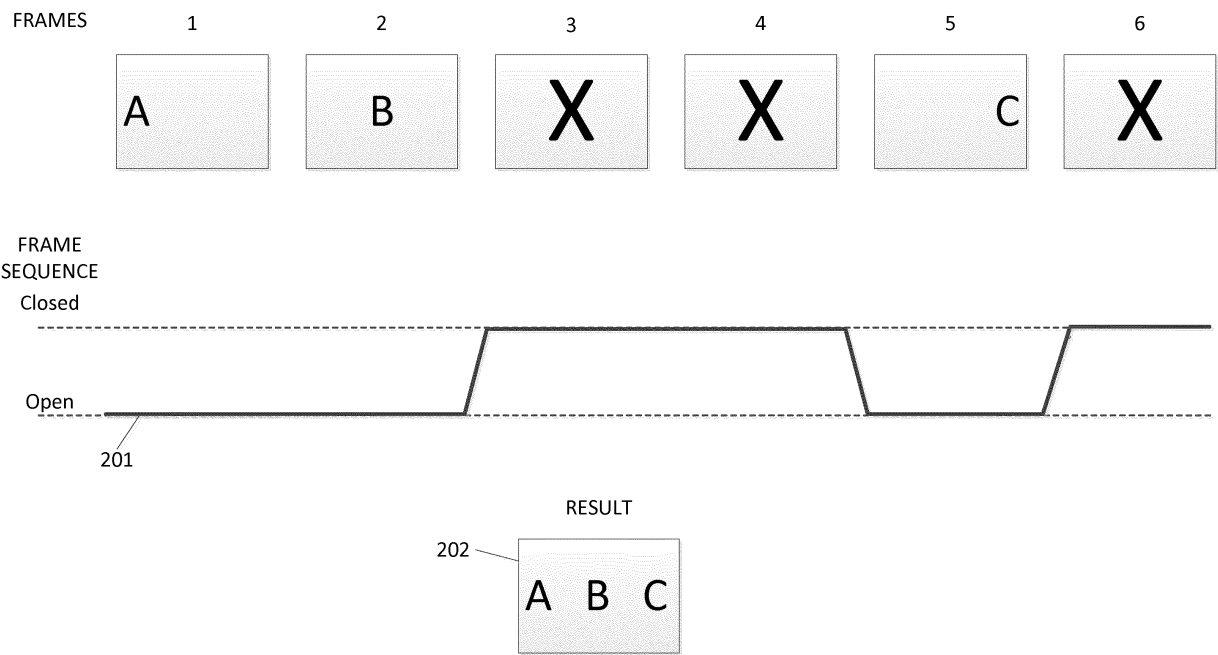 FRAMES 1 2 3 4 5 6
A B X X C X
FRAME
SEQUENCE
Closed
Open
201
RESULT
202
A B C